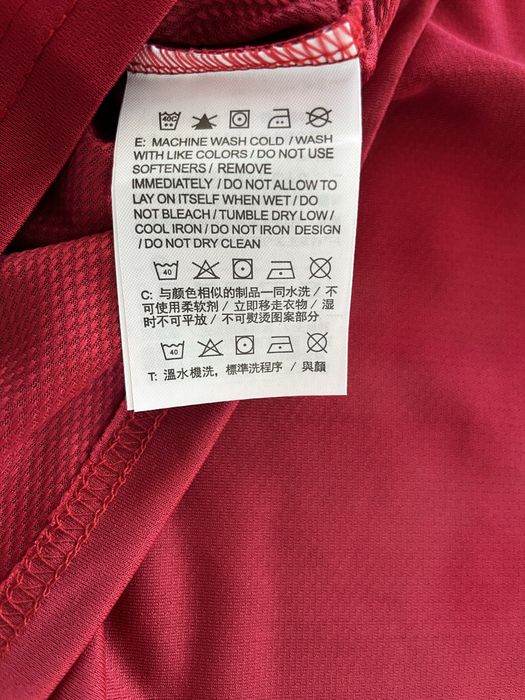 40C
E: MACHINE WASH COLD / WASH
WITH LIKE COLORS / DO NOT USE
SOFTENERS / REMOVE
IMMEDIATELY / DO NOT ALLOW TO
LAY ON ITSELF WHEN WET / DO
NOT BLEACH / TUMBLE DRY LOW /
COOL IRON / DO NOT IRON DESIGN
/ DO NOT DRY CLEAN
40
C: 与颜色相似的制品一同水洗 / 不
可使用柔软剂 / 立即移走衣物 / 湿
时不可平放 / 不可熨烫图案部分
40
T: 溫水機洗，標準洗程序 / 與顏